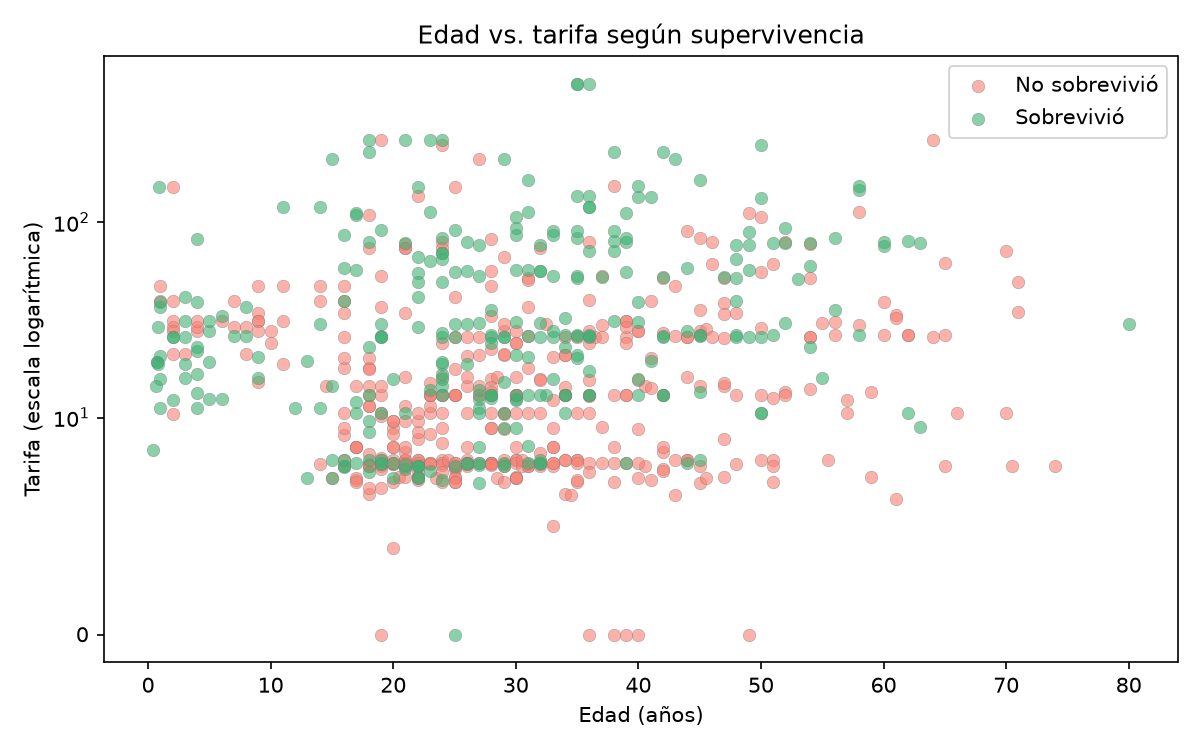 Edad vs. tarifa según supervivencia
No sobrevivió
Sobrevivió
Tarifa (escala logarítmica)
10²
10¹
0
0 10 20 30 40 50 60 70 80
Edad (años)